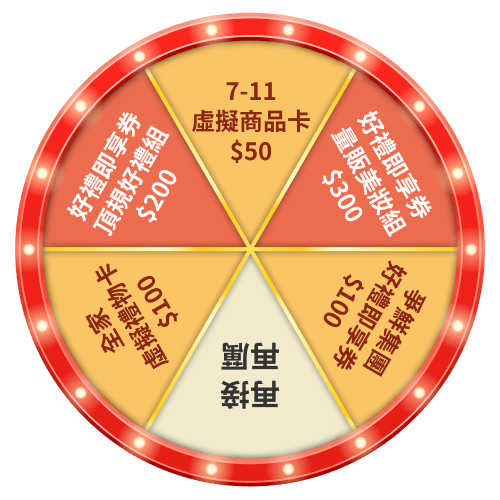 7-11
虛擬商品卡
$50
好禮即享券
量販美妝組
$300
爭鮮集團
好禮即享券
$100
再接
再厲
全家
虛擬禮物卡
$100
好禮即享券
頂規好禮組
$200